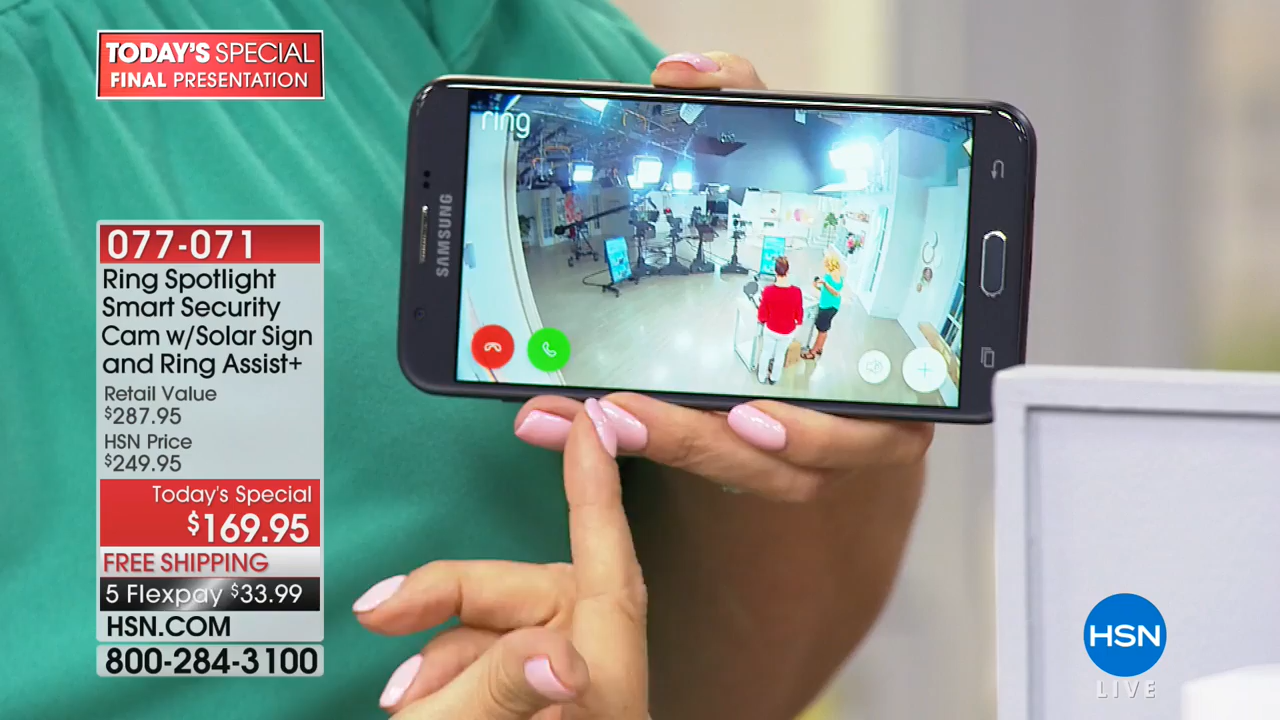 TODAY'S SPECIAL
FINAL PRESENTATION
077-071
Ring Spotlight
Smart Security
Cam w/Solar Sign
and Ring Assist+
Retail Value
$287.95
HSN Price
$249.95
Today's Special
$169.95
FREE SHIPPING
5 Flexpay $33.99
HSN.COM
800-284-3100
ring
SAMSUNG
HSN
LIVE